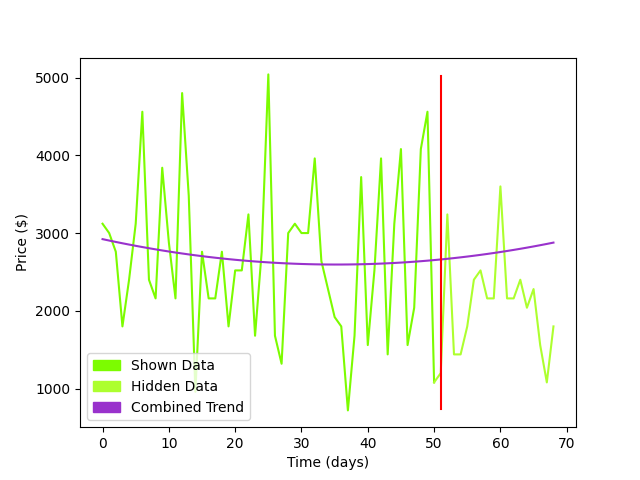 5000
4000
3000
2000
1000
Price ($)
Shown Data
Hidden Data
Combined Trend
0 10 20 30 40 50 60 70
Time (days)